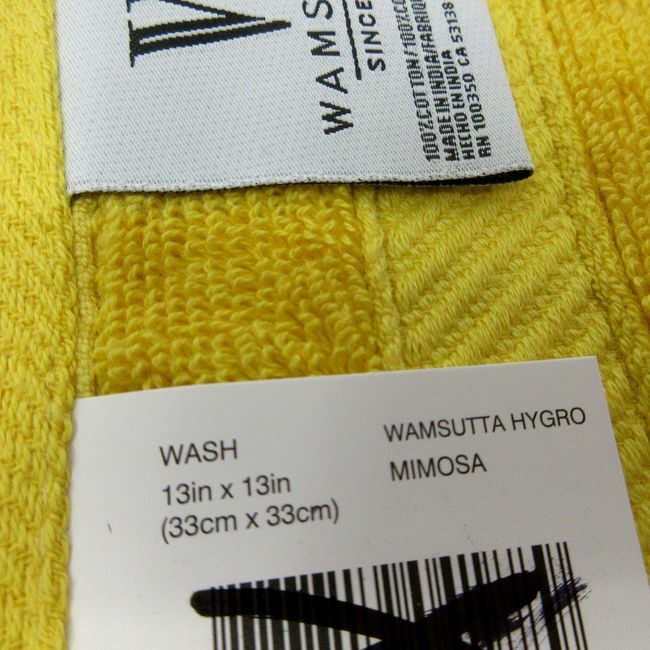 W
WAMS
SINCE
100% COTTON/100% CO
MADE IN INDIA/FABRIQ
HECHO EN INDIA
RN 100350 CA 53138
WASH
13in x 13in
(33cm x 33cm)
WAMSUTTA HYGRO
MIMOSA